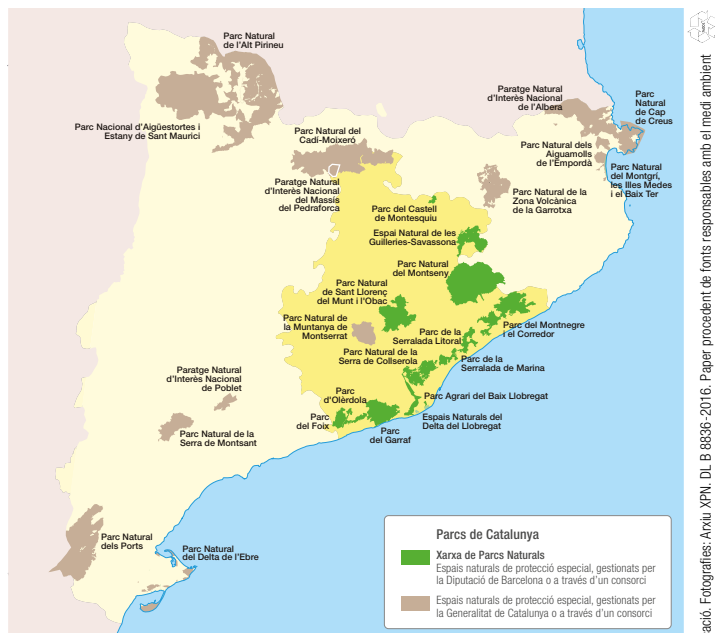 Parc Natural
de l'Alt Pirineu
Parc Nacional d'Aigüestortes i
Estany de Sant Maurici
Parc Natural del
Cadí-Moixeró
Paratge Natural
d'Interès Nacional
del Massís
del Pedraforca
Paratge Natural
d'Interès Nacional
de l'Albera
Parc
Natural
de Cap
de Creus
Parc Natural dels
Aiguamolls
de l'Empordà
Parc Natural
del Montgrí,
les Illes Medes
i el Baix Ter
Parc Natural de la
Zona Volcànica
de la Garrotxa
Parc del Castell
de Montesquiu
Espai Natural de les
Guilleries-Savassona
Parc Natural
del Montseny
Parc Natural
de Sant Llorenç
del Munt i l'Obac
Parc Natural de
la Muntanya de
Montserrat
Parc de la
Serralada Litoral
Parc del Montnegre
i el Corredor
Parc Natural de la
Serra de Collserola
Parc de la
Serralada de Marina
Paratge Natural
d'Interès Nacional
de Poblet
Parc
d'Olèrdola
Parc Agrari del Baix Llobregat
Parc
del Foix
Espais Naturals del
Delta del Llobregat
Parc
del Garraf
Parc Natural de la
Serra de Montsant
Parc Natural
dels Ports
Parc Natural
del Delta de l'Ebre
Parcs de Catalunya
Xarxa de Parcs Naturals
Espais naturals de protecció especial, gestionats per
la Diputació de Barcelona o a través d'un consorci
Espais naturals de protecció especial, gestionats per
la Generalitat de Catalunya o a través d'un consorci
ació. Fotografies: Arxiu XPN. DL B 8836-2016. Paper procedent de fonts responsables amb el medi ambient